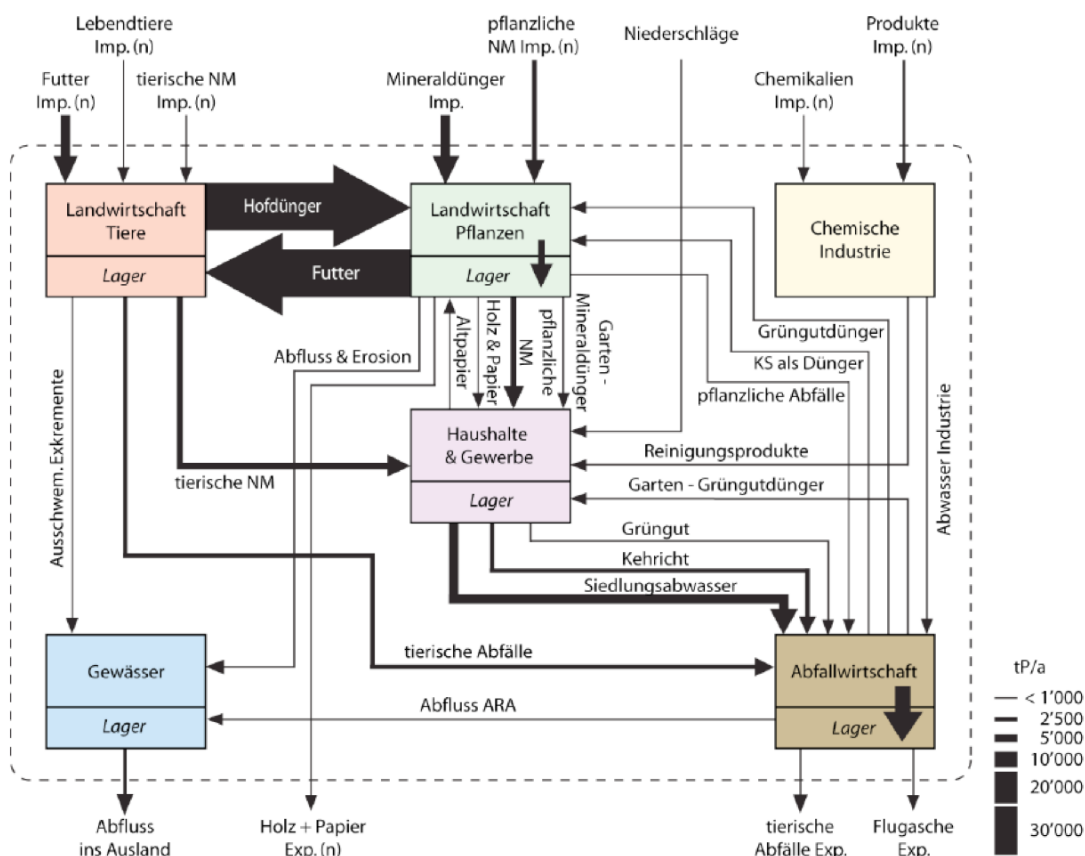 Lebendtiere
Imp. (n)
pflanzliche
NM Imp. (n)
Niederschläge
Produkte
Imp. (n)
Futter
Imp. (n)
tierische NM
Imp. (n)
Mineraldünger
Imp.
Chemikalien
Imp. (n)
Landwirtschaft
Tiere
Lager
Hofdünger
Futter
Landwirtschaft
Pflanzen
Lager
Chemische
Industrie
Grüngutdünger
KS als Dünger
pflanzliche Abfälle
Abfluss & Erosion
Altpapier
Holz & Papier
NM
pflanzliche
Garten -
Mineraldünger
Ausschwem. Exkremente
Haushalte
& Gewerbe
Lager
tierische NM
Reinigungsprodukte
Garten - Grüngutdünger
Abwasser Industrie
Grüngut
Kehricht
Siedlungsabwasser
Gewässer
Lager
tierische Abfälle
Abfluss ARA
Abfallwirtschaft
Lager
tP/a
< 1'000
2'500
5'000
10'000
20'000
30'000
Abfluss
ins Ausland
Holz + Papier
Exp. (n)
tierische
Abfälle Exp.
Flugasche
Exp.